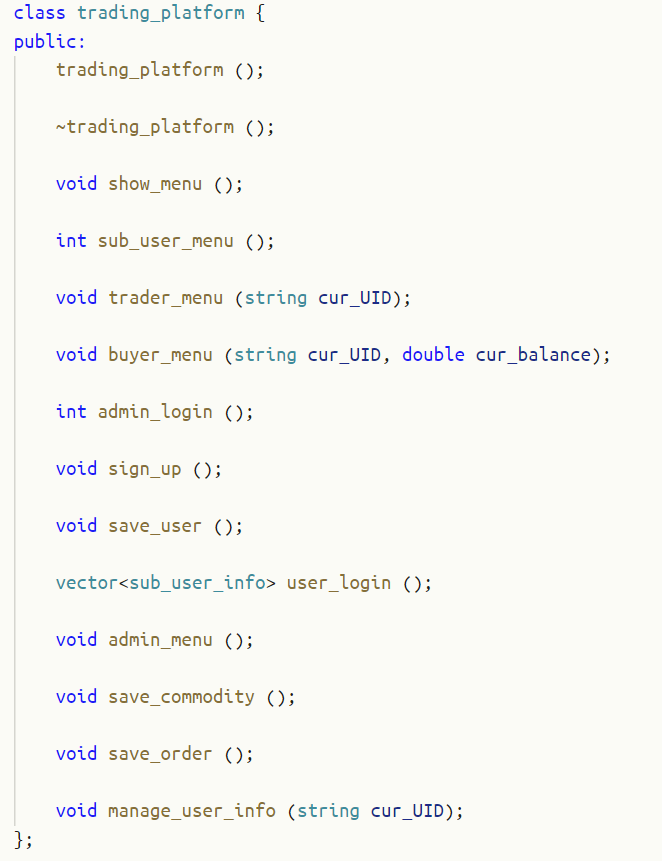 class trading_platform {
public:
    trading_platform ();
    ~trading_platform ();
    void show_menu ();
    int sub_user_menu ();
    void trader_menu (string cur_UID);
    void buyer_menu (string cur_UID, double cur_balance);
    int admin_login ();
    void sign_up ();
    void save_user ();
    vector<sub_user_info> user_login ();
    void admin_menu ();
    void save_commodity ();
    void save_order ();
    void manage_user_info (string cur_UID);
};